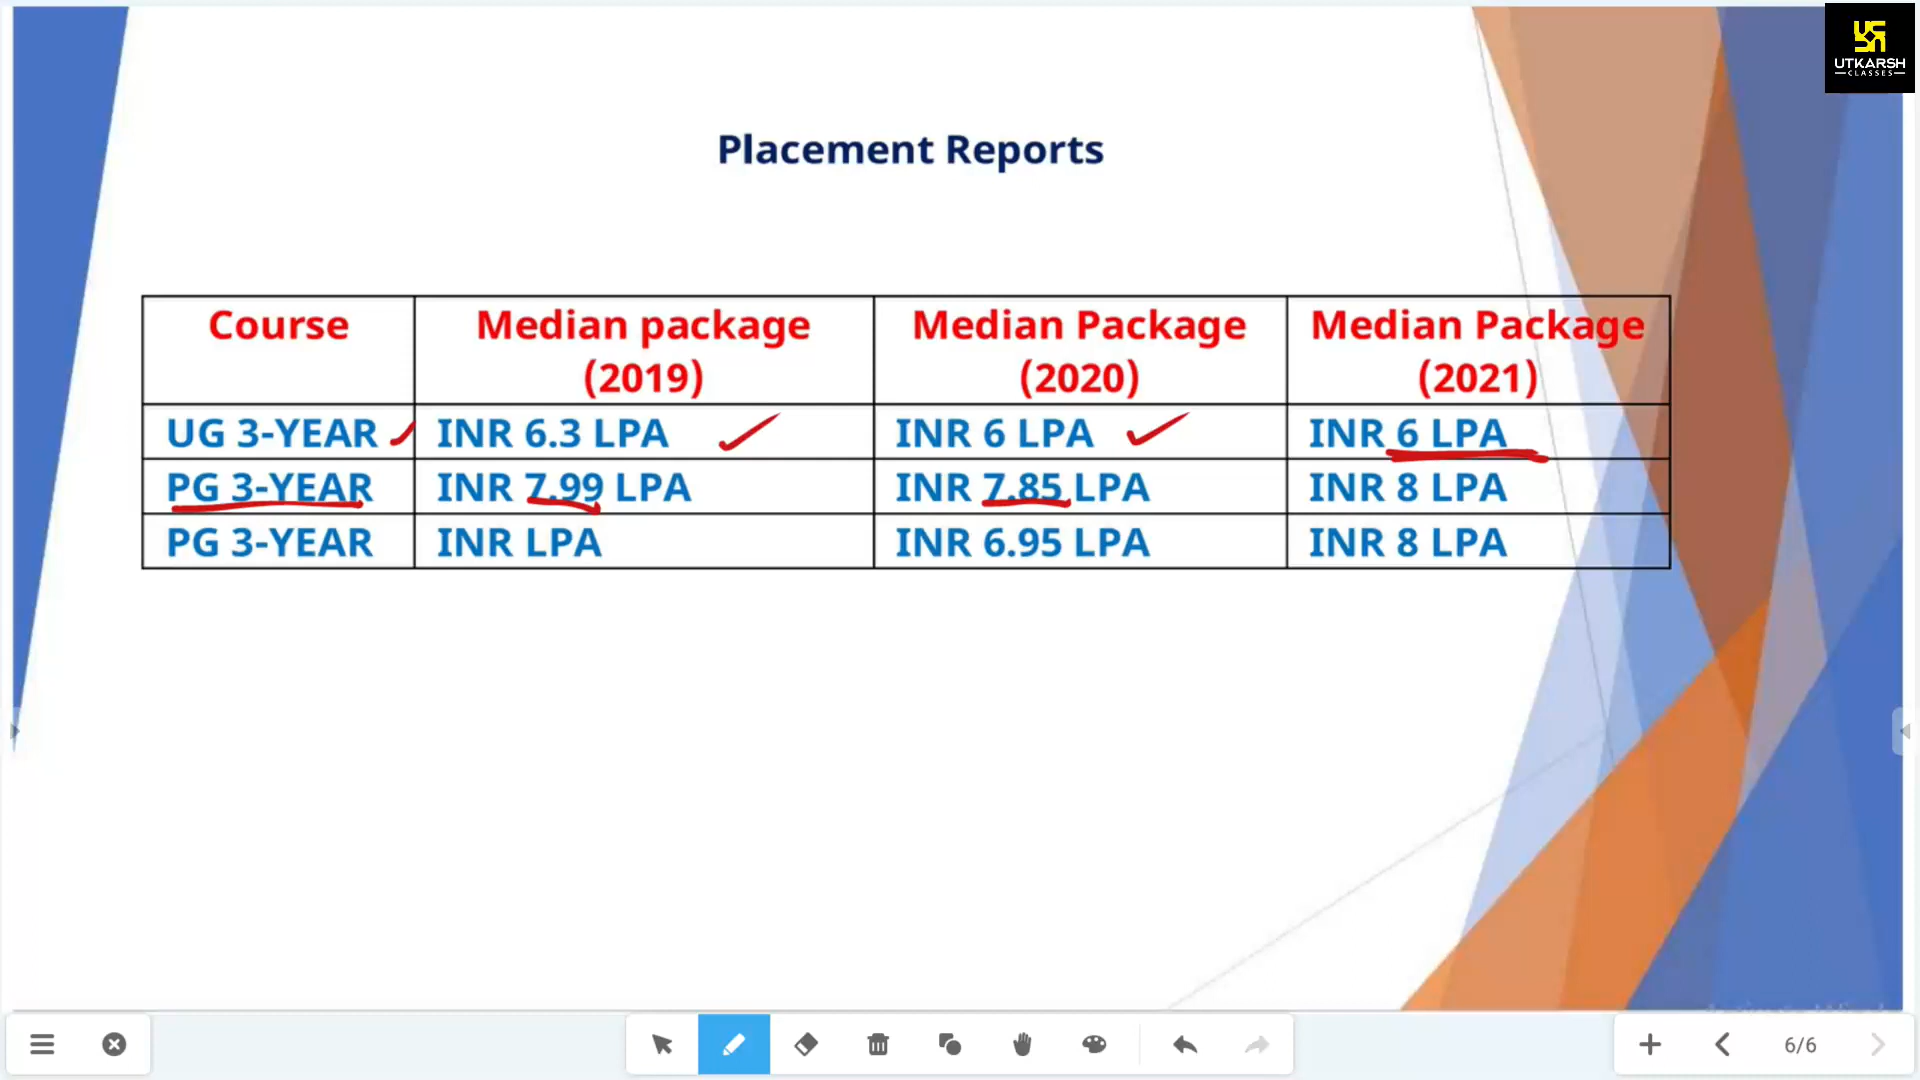 UTKARSH
CLASSES
Placement Reports
Course Median package (2019) Median Package (2020) Median Package (2021)
UG 3-YEAR INR 6.3 LPA INR 6 LPA INR 6 LPA
PG 3-YEAR INR 7.99 LPA INR 7.85 LPA INR 8 LPA
PG 3-YEAR INR LPA INR 6.95 LPA INR 8 LPA
6/6